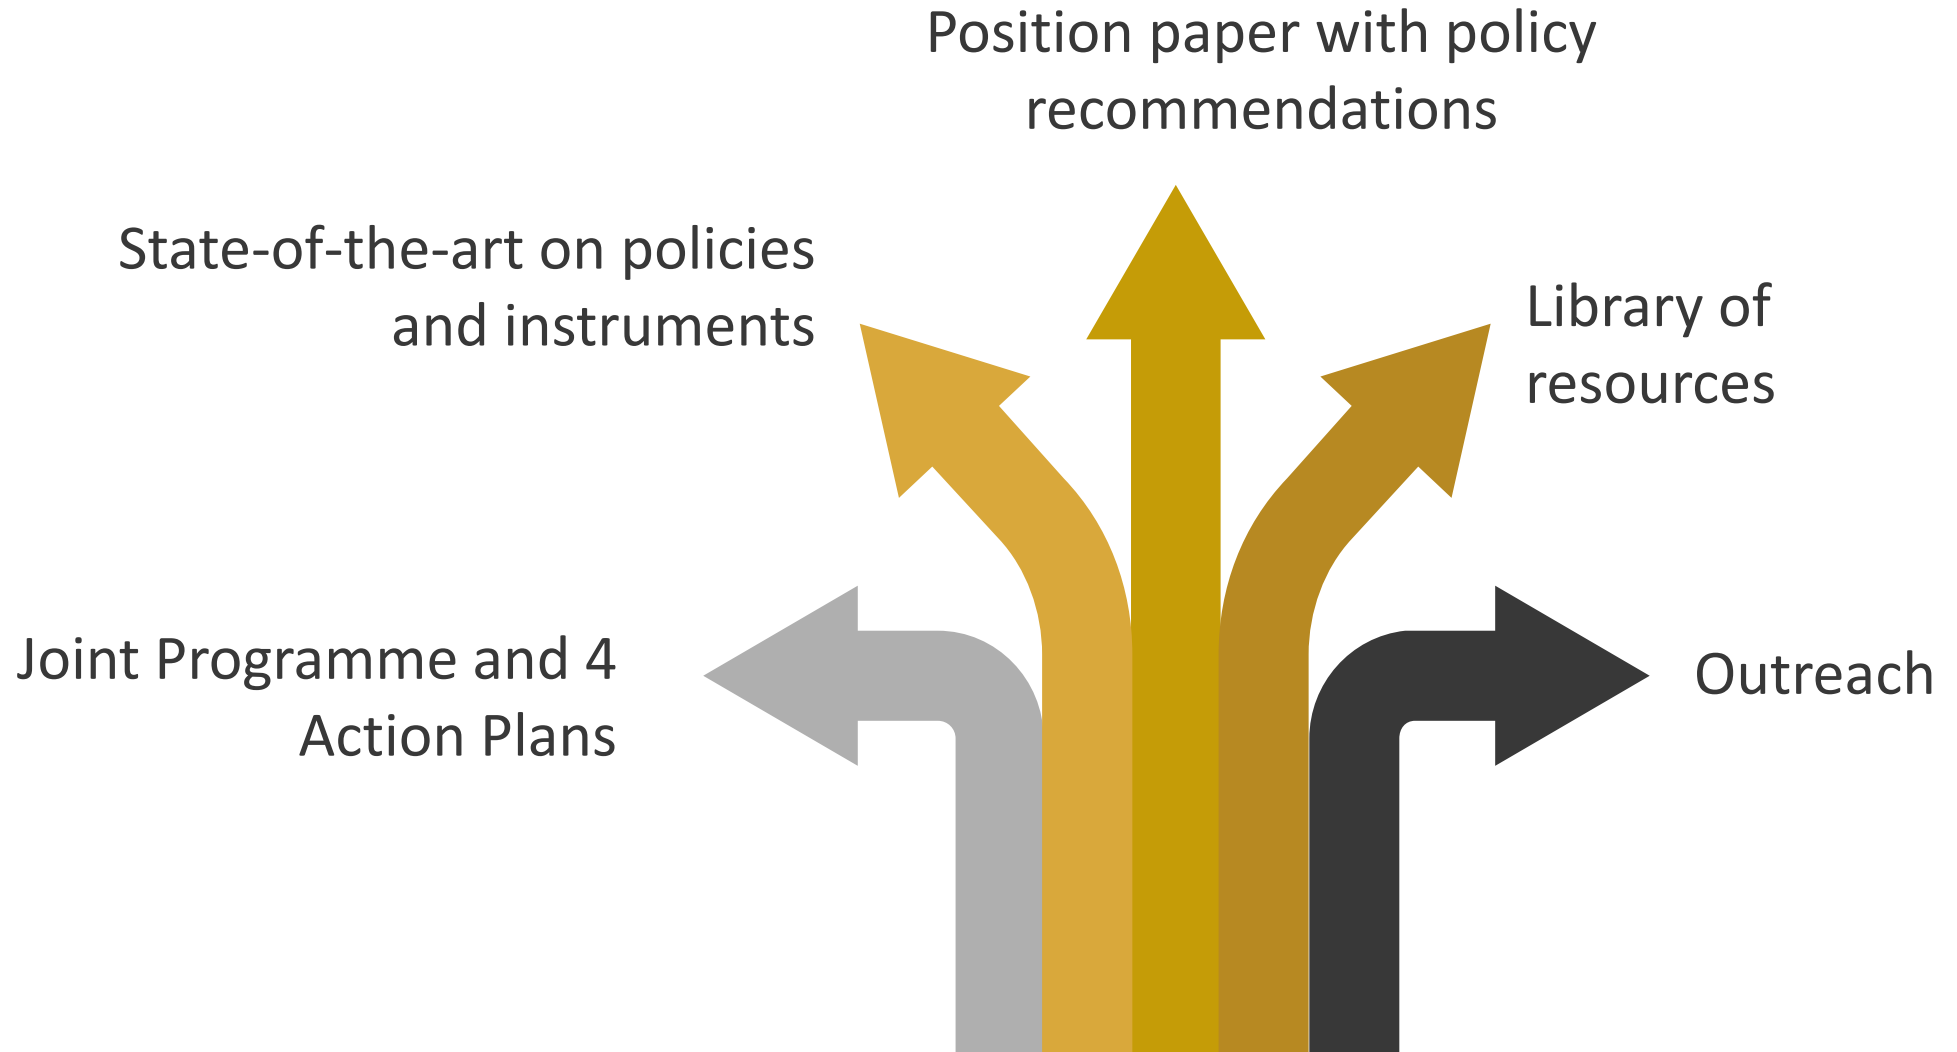 Position paper with policy
recommendations
State-of-the-art on policies
and instruments
Library of
resources
Joint Programme and 4
Action Plans
Outreach